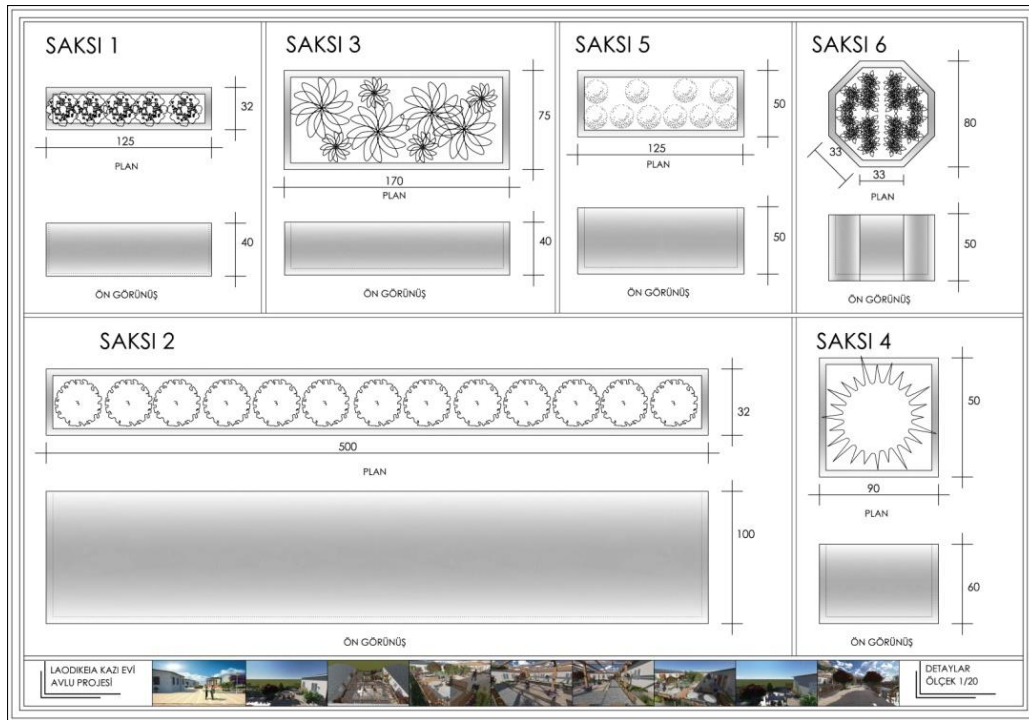 SAKSI 1
32
125
PLAN
40
ÖN GÖRÜNÜŞ
SAKSI 3
75
170
PLAN
40
ÖN GÖRÜNÜŞ
SAKSI 5
50
125
PLAN
50
ÖN GÖRÜNÜŞ
SAKSI 6
80
33
33
PLAN
50
ÖN GÖRÜNÜŞ
SAKSI 2
32
500
PLAN
100
ÖN GÖRÜNÜŞ
SAKSI 4
50
90
PLAN
60
ÖN GÖRÜNÜŞ
LAODIKEIA KAZI EVİ
AVLU PROJESİ
DETAYLAR
ÖLÇEK 1/20